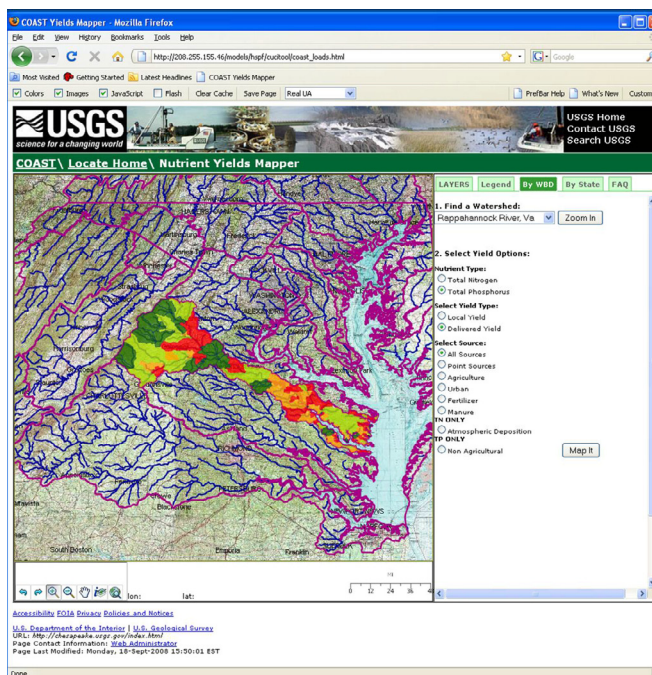 COAST Yields Mapper - Mozilla Firefox
File Edit View History Bookmarks Tools Help
http://208.255.155.46/models/hspf/cucitool/coast_loads.html
G Google
Most Visited Getting Started Latest Headlines COAST Yields Mapper
Colors Images JavaScript Flash Clear Cache Save Page Real UA PrefBar Help What's New Custom
USGS
science for a changing world
USGS Home
Contact USGS
Search USGS
COAST\ Locate Home\ Nutrient Yields Mapper
LAYERS Legend By WBD By State FAQ
1. Find a Watershed:
Rappahannock River, Va Zoom In
2. Select Yield Options:
Nutrient Type:
Total Nitrogen
Total Phosphorus
Select Yield Type:
Local Yield
Delivered Yield
Select Source:
All Sources
Point Sources
Agriculture
Urban
Fertilizer
Manure
TN ONLY
Atmospheric Deposition
TP ONLY
Non Agricultural Map It
Harrisonburg
RICHMOND
Blackstone
South Boston
Emporia
Franklin
lon: lat:
0 12 24 36 48
Accessibility FOIA Privacy Policies and Notices
U.S. Department of the Interior | U.S. Geological Survey
URL: http://chesapeake.usgs.gov/index.html
Page Contact Information: Web Administrator
Page Last Modified: Monday, 18-Sept-2008 15:50:01 EST
Done